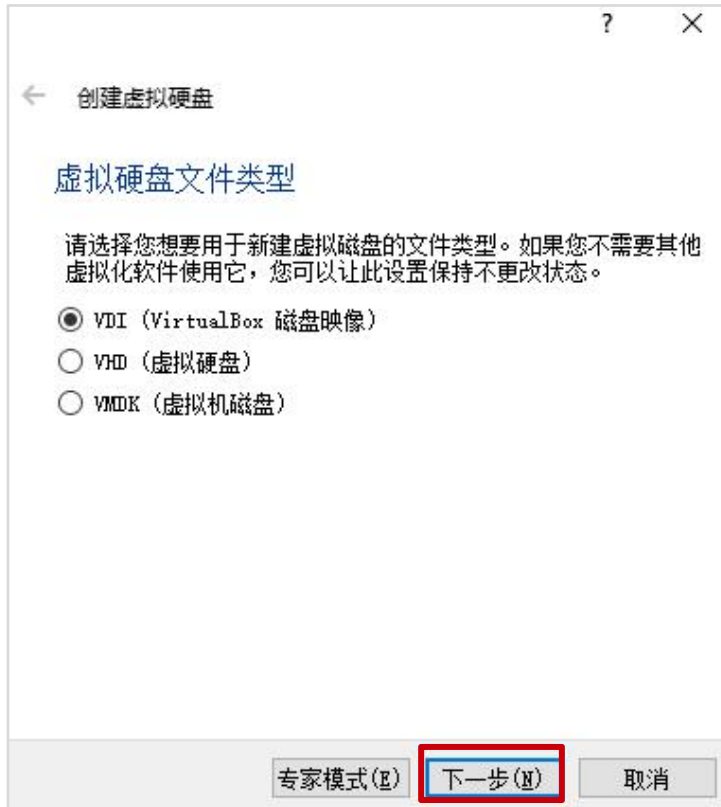 ?
创建虚拟硬盘
虚拟硬盘文件类型
请选择您想要用于新建虚拟磁盘的文件类型。如果您不需要其他
虚拟化软件使用它，您可以让此设置保持不更改状态。
VDI (VirtualBox 磁盘映像)
VHD (虚拟硬盘)
VMDK (虚拟机磁盘)
专家模式(E) 下一步(N) 取消